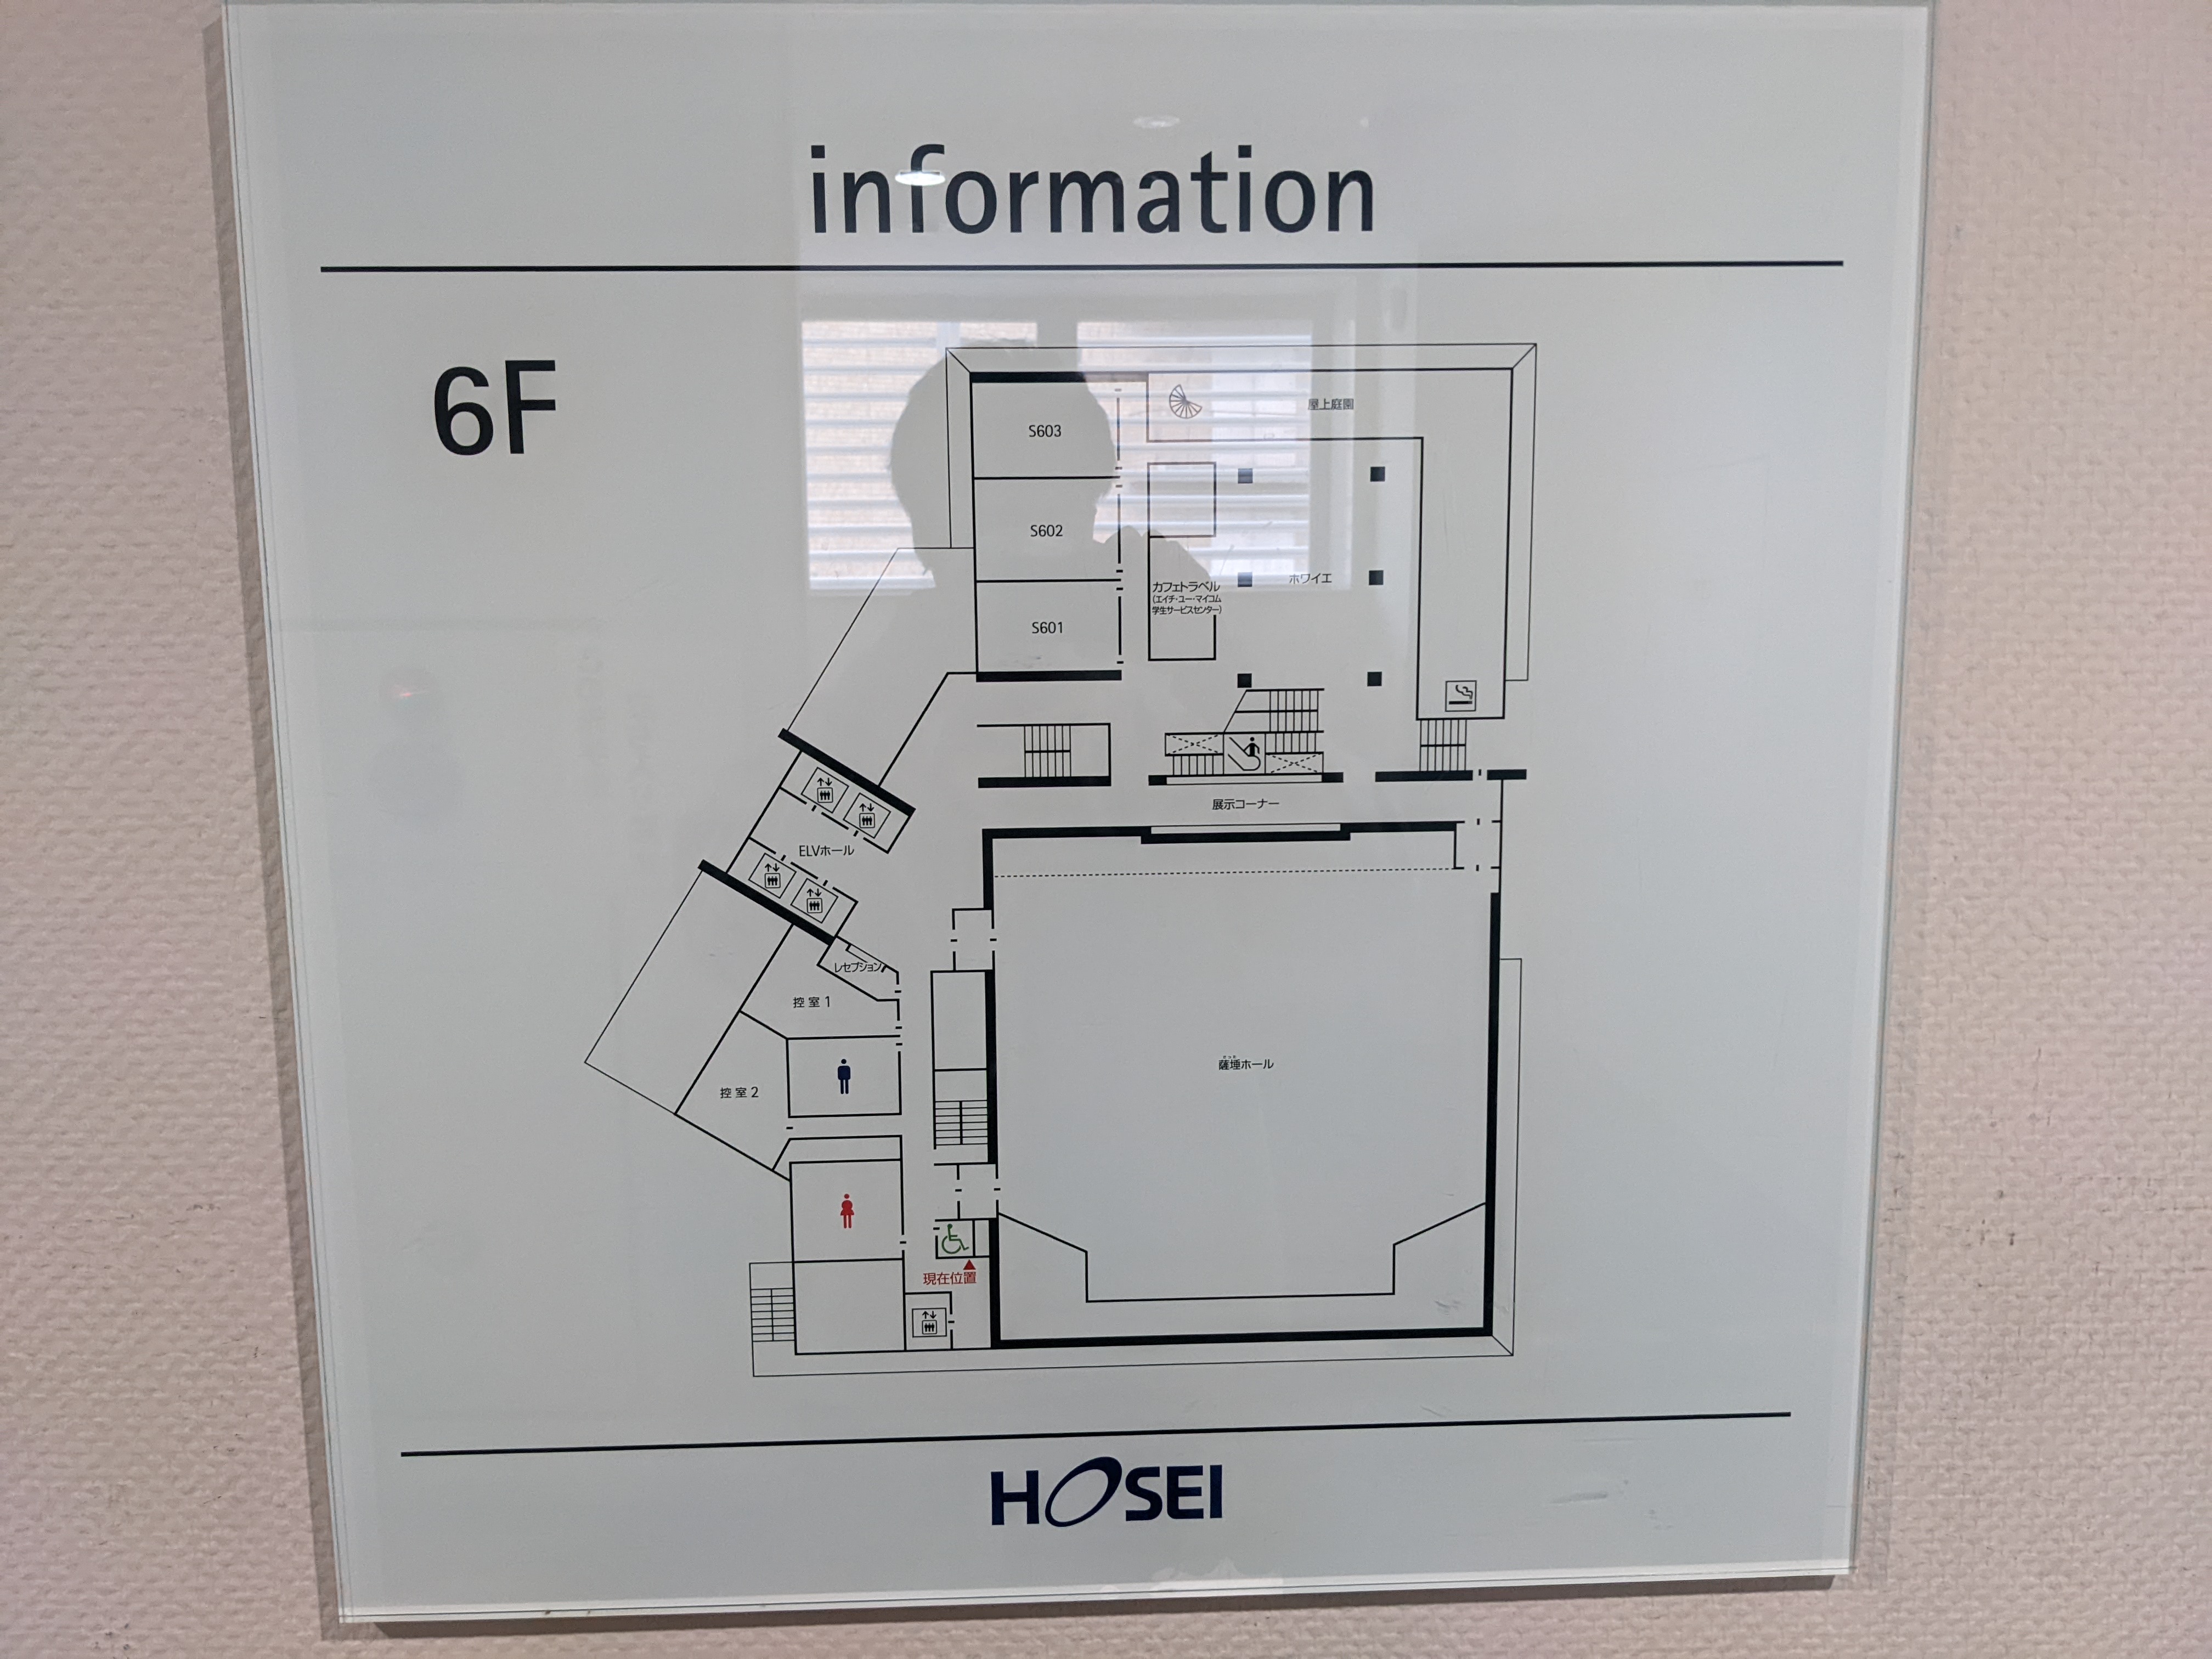 information
6F
S603
屋上庭園
S602
カフェトラベル
(エイチ・ユー・マイコム
学生サービスセンター)
ホワイエ
S601
ELVホール
展示コーナー
レセプション
控室1
控室2
薩埵ホール
現在位置
HOSEI